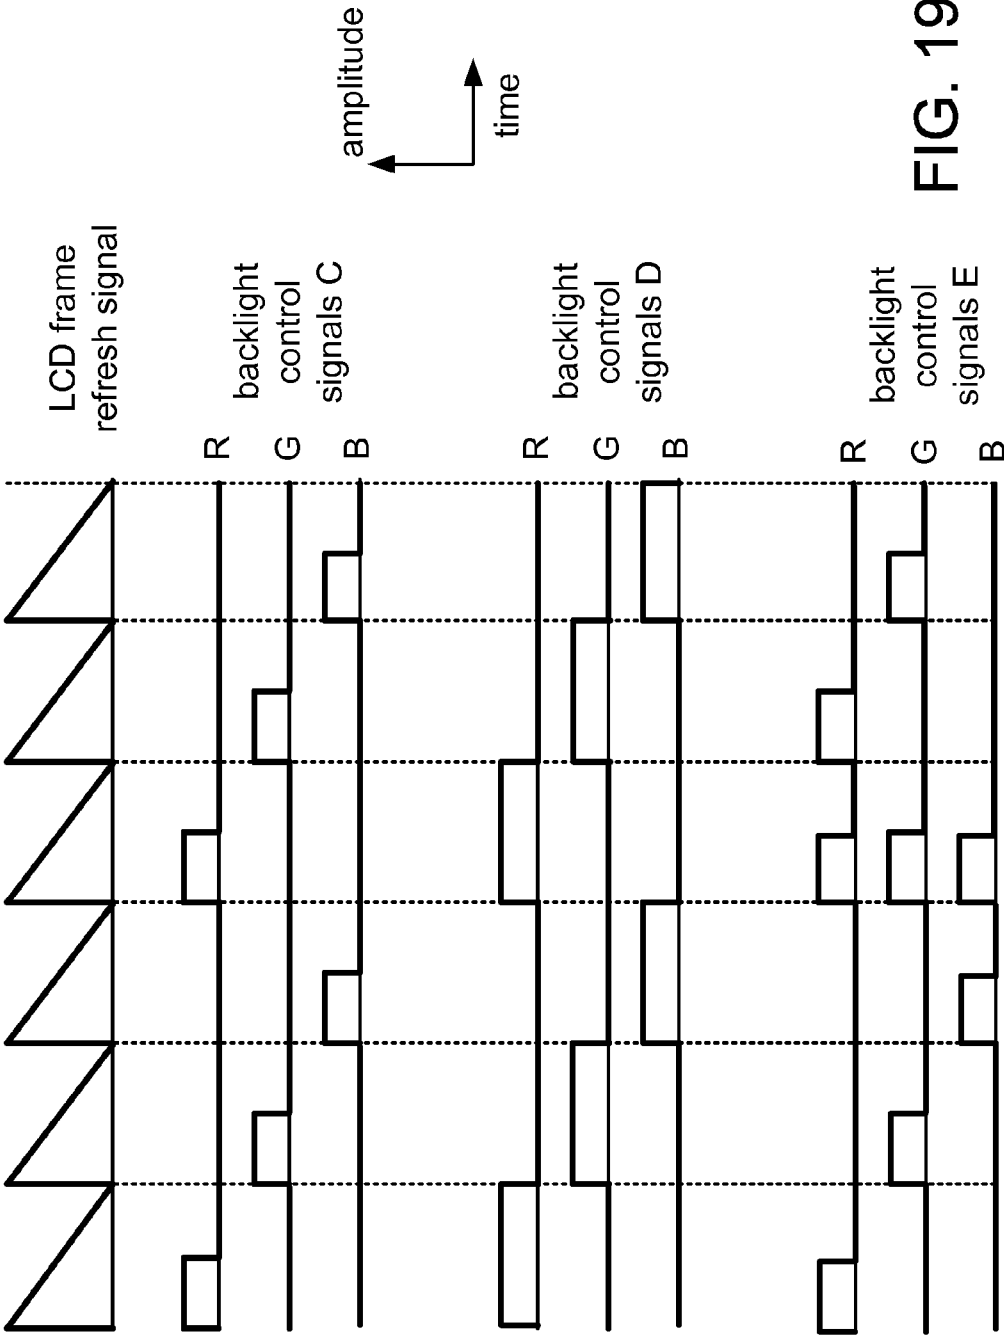 LCD frame
refresh signal
R
G
B
backlight
control
signals C
R
G
B
backlight
control
signals D
R
G
B
backlight
control
signals E
amplitude
time
FIG. 19